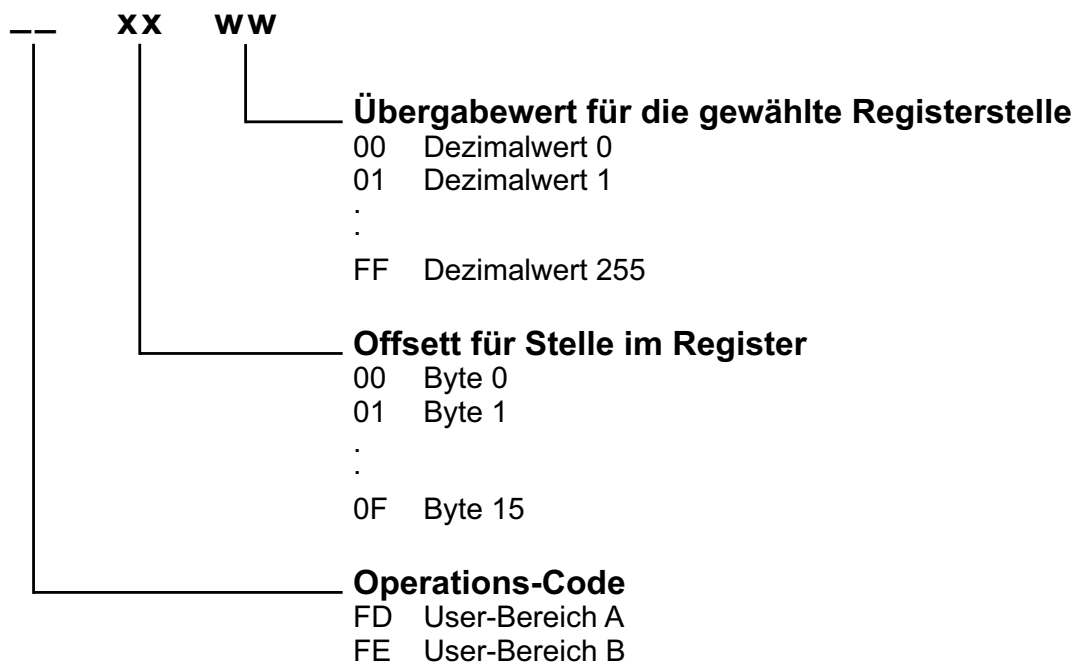 __ xx ww
Übergabewert für die gewählte Registerstelle
00 Dezimalwert 0
01 Dezimalwert 1
.
.
FF Dezimalwert 255
Offsett für Stelle im Register
00 Byte 0
01 Byte 1
.
.
0F Byte 15
Operations-Code
FD User-Bereich A
FE User-Bereich B